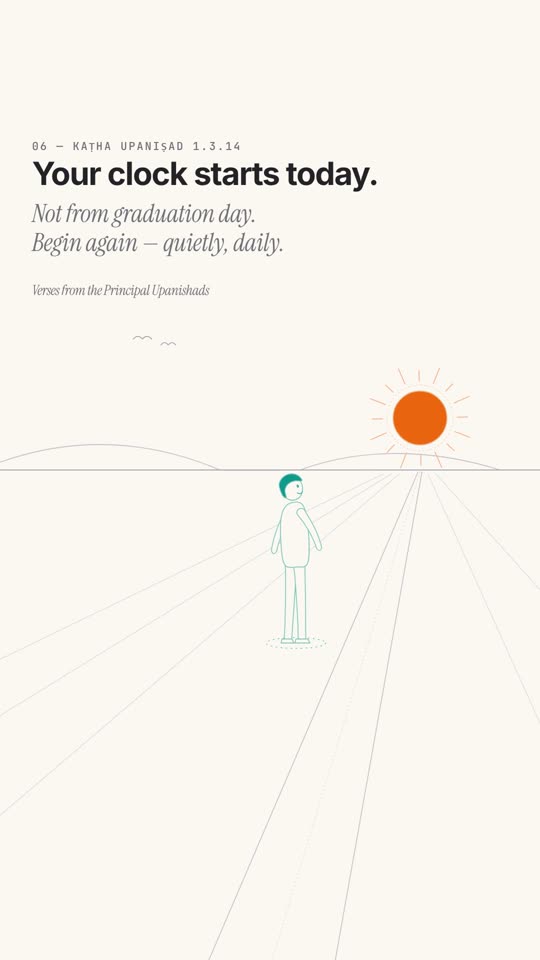 06 — KAṬHA UPANIṢAD 1.3.14
Your clock starts today.
Not from graduation day.
Begin again — quietly, daily.
Verses from the Principal Upanishads